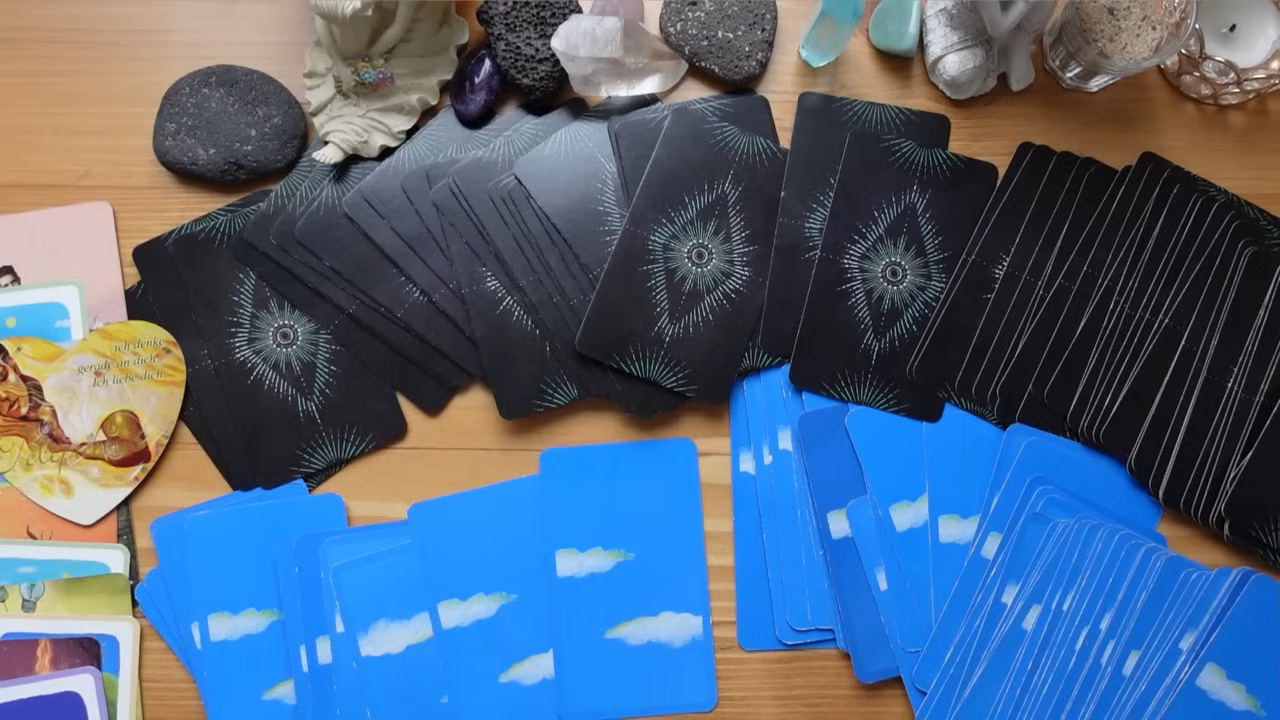 ich denke
gerade an dich.
Ich liebe dich.